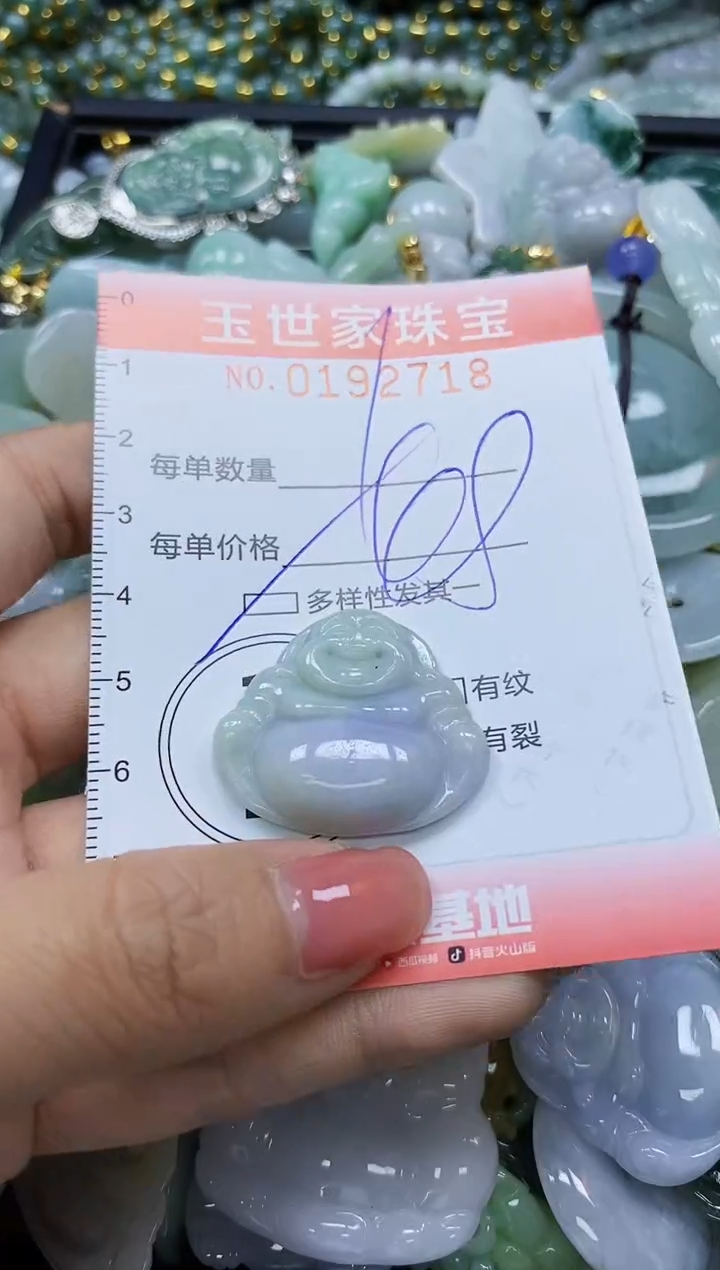 0
玉世家珠宝
1
NO.0192718
2
每单数量
3
168
每单价格
4
多样性发其一
5
有纹
有裂
6
基地
西瓜视频 抖音火山版